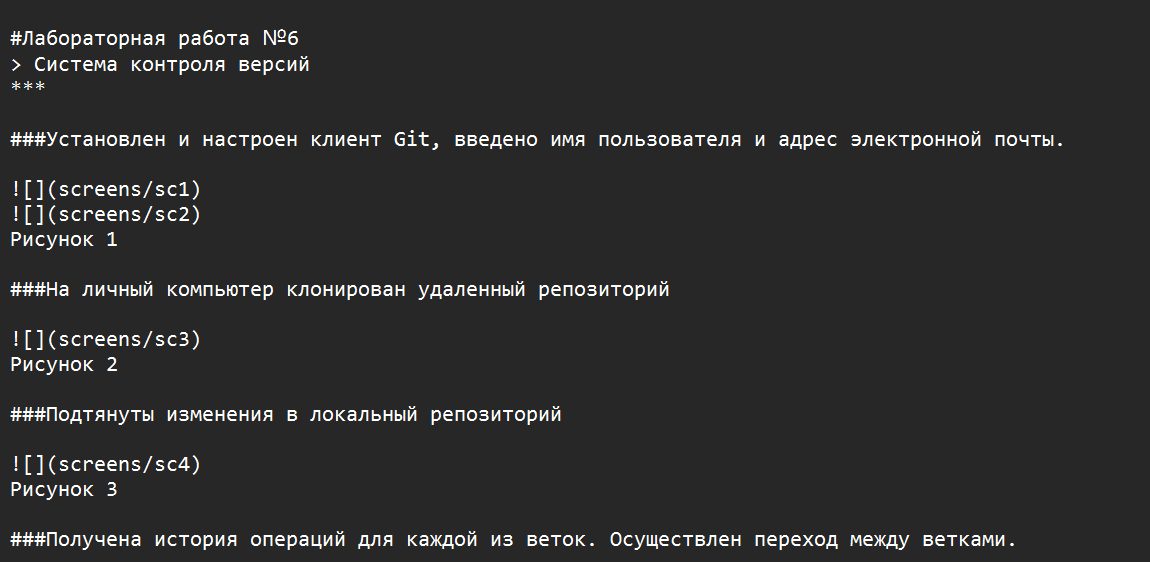 #Лабораторная работа №6
> Система контроля версий
***
###Установлен и настроен клиент Git, введено имя пользователя и адрес электронной почты.
![](screens/sc1)
![](screens/sc2)
Рисунок 1
###На личный компьютер клонирован удаленный репозиторий
![](screens/sc3)
Рисунок 2
###Подтянуты изменения в локальный репозиторий
![](screens/sc4)
Рисунок 3
###Получена история операций для каждой из веток. Осуществлен переход между ветками.